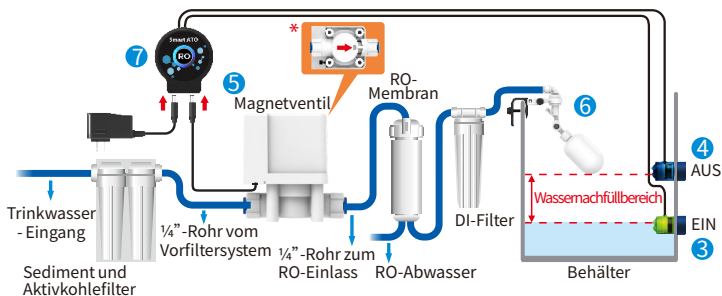 Smart ATO
RO
7
5
*
Magnetventil
RO-
Membran
6
4
AUS
Wassernachfüllbereich
EIN
3
Trinkwasser
- Eingang
¼”-Rohr vom
Vorfiltersystem
DI-Filter
Sediment und
Aktivkohlefilter
¼”-Rohr zum
RO-Einlass
RO-Abwasser
Behälter